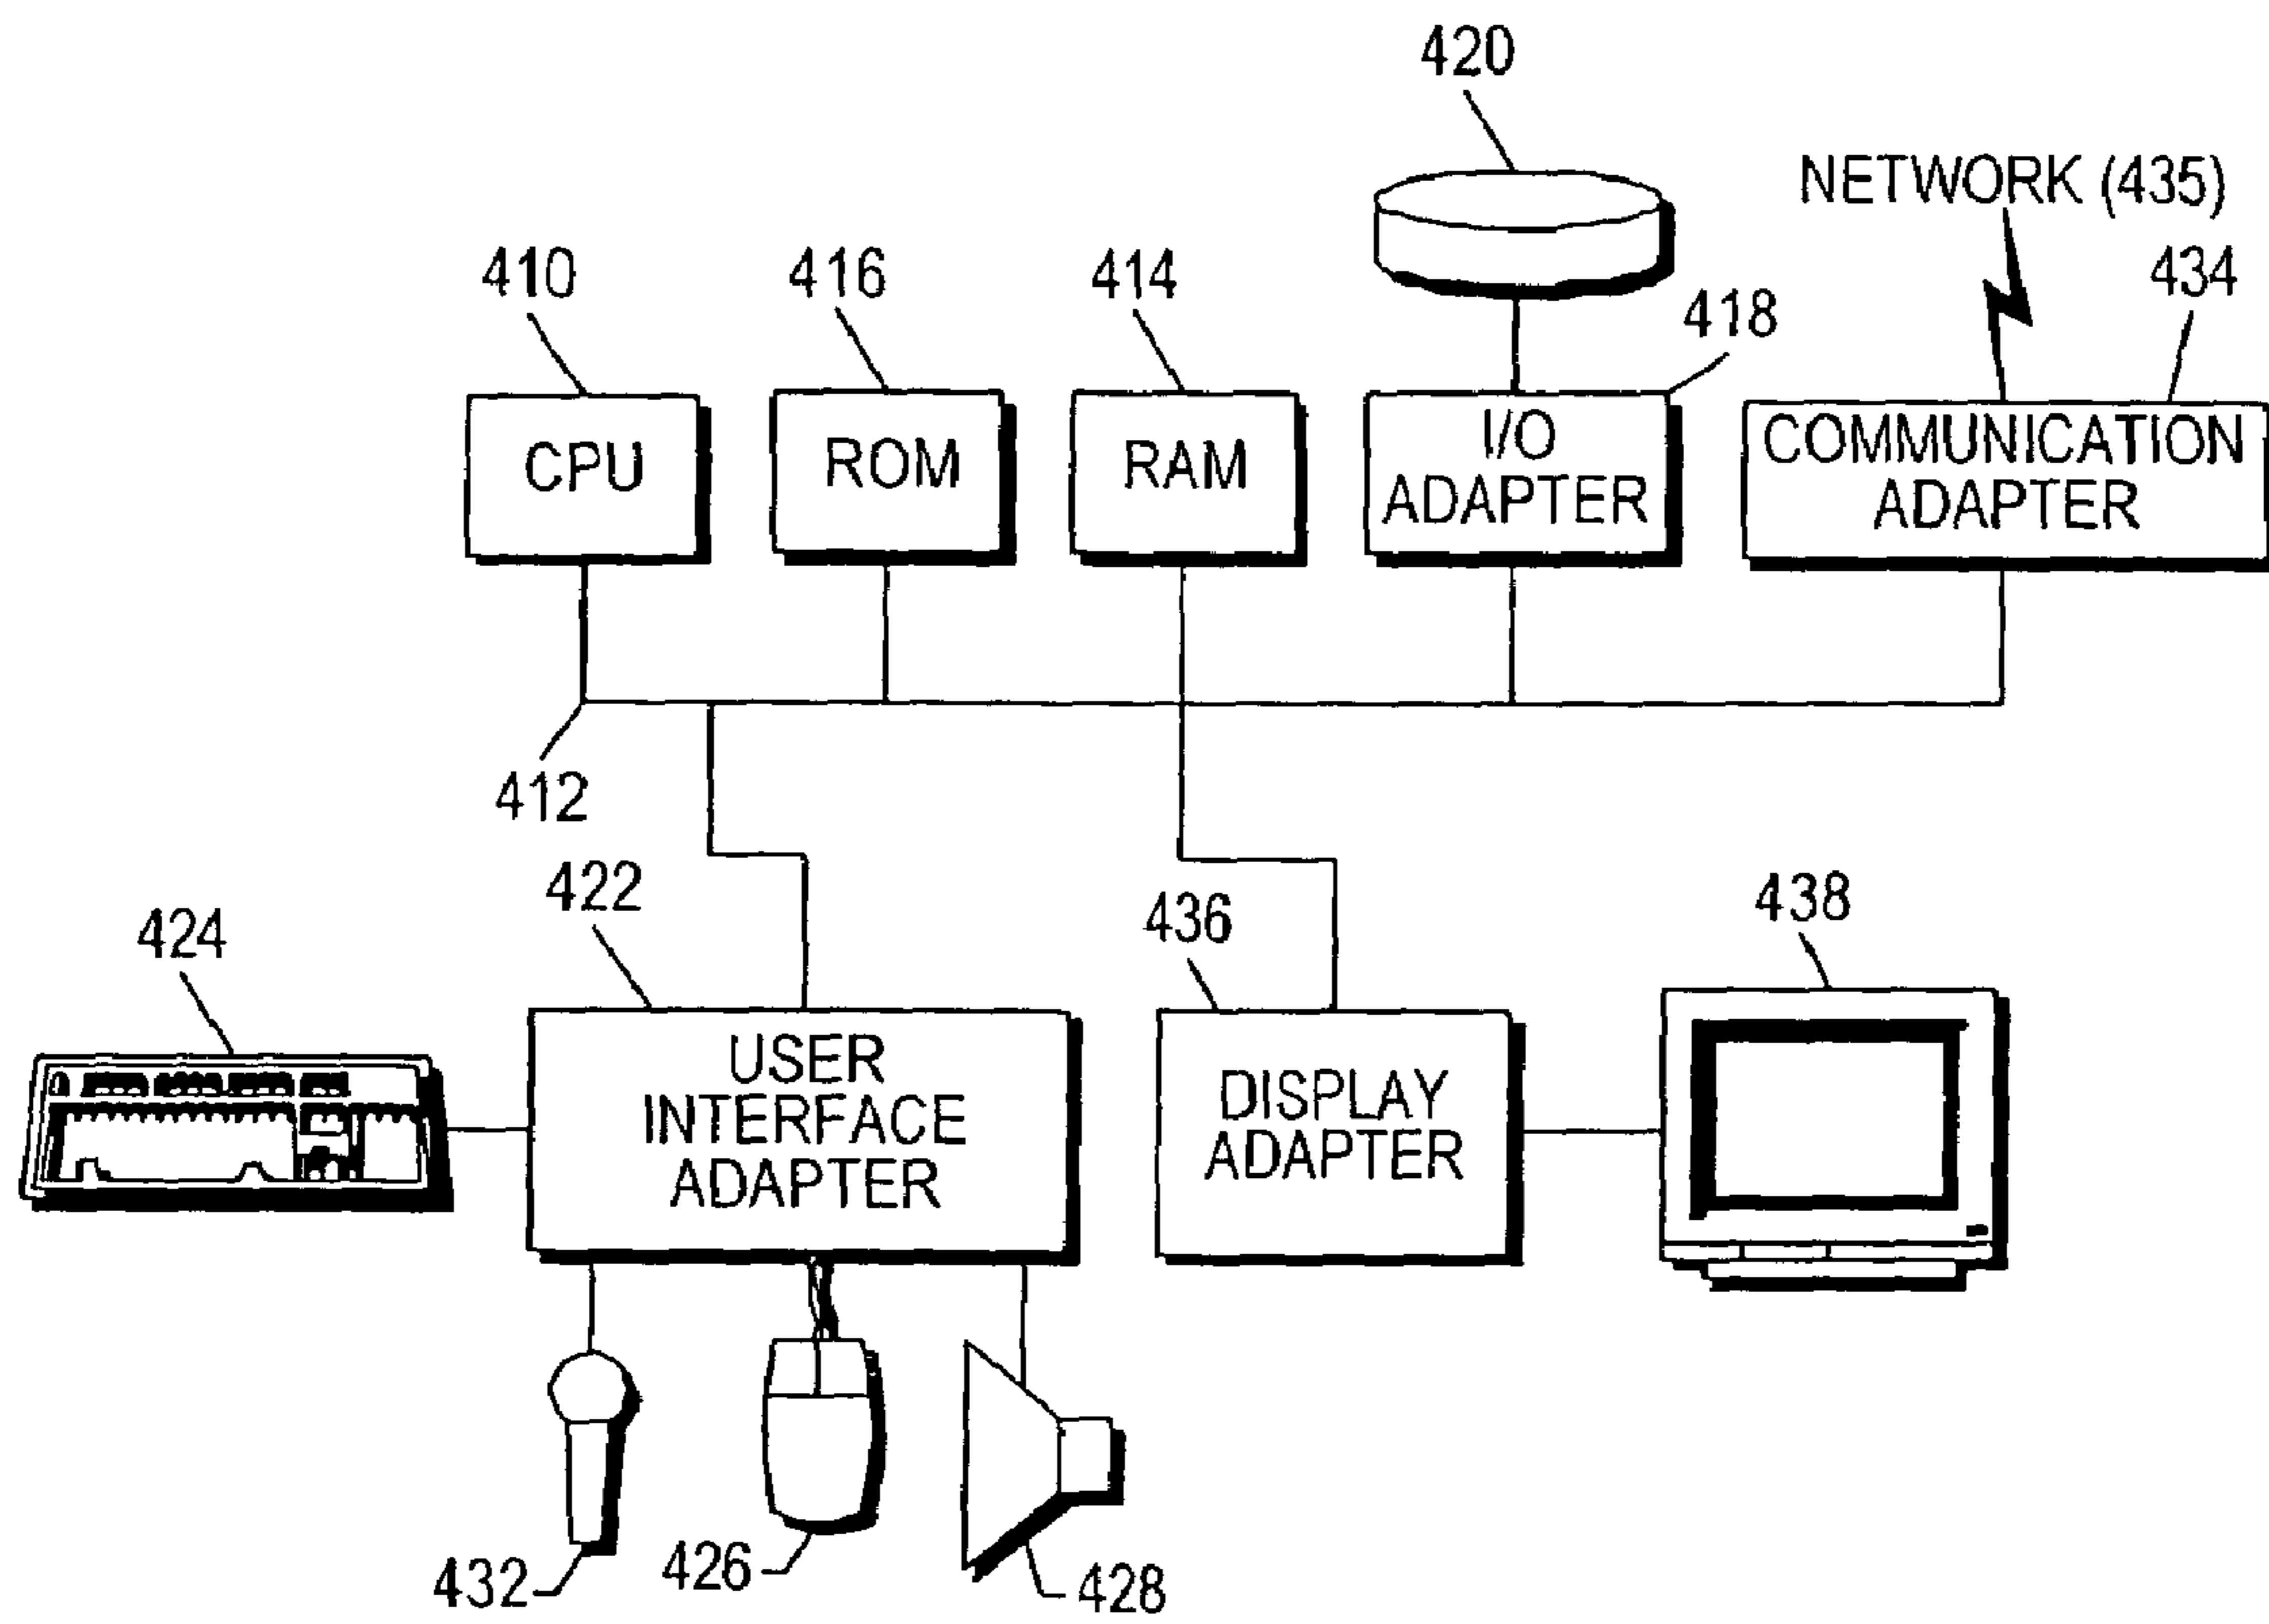 420
NETWORK (435)
410
416
414
418
434
CPU
ROM
RAM
I/O
ADAPTER
COMMUNICATION
ADAPTER
412
422
424
436
438
USER
INTERFACE
ADAPTER
DISPLAY
ADAPTER
432
426
428